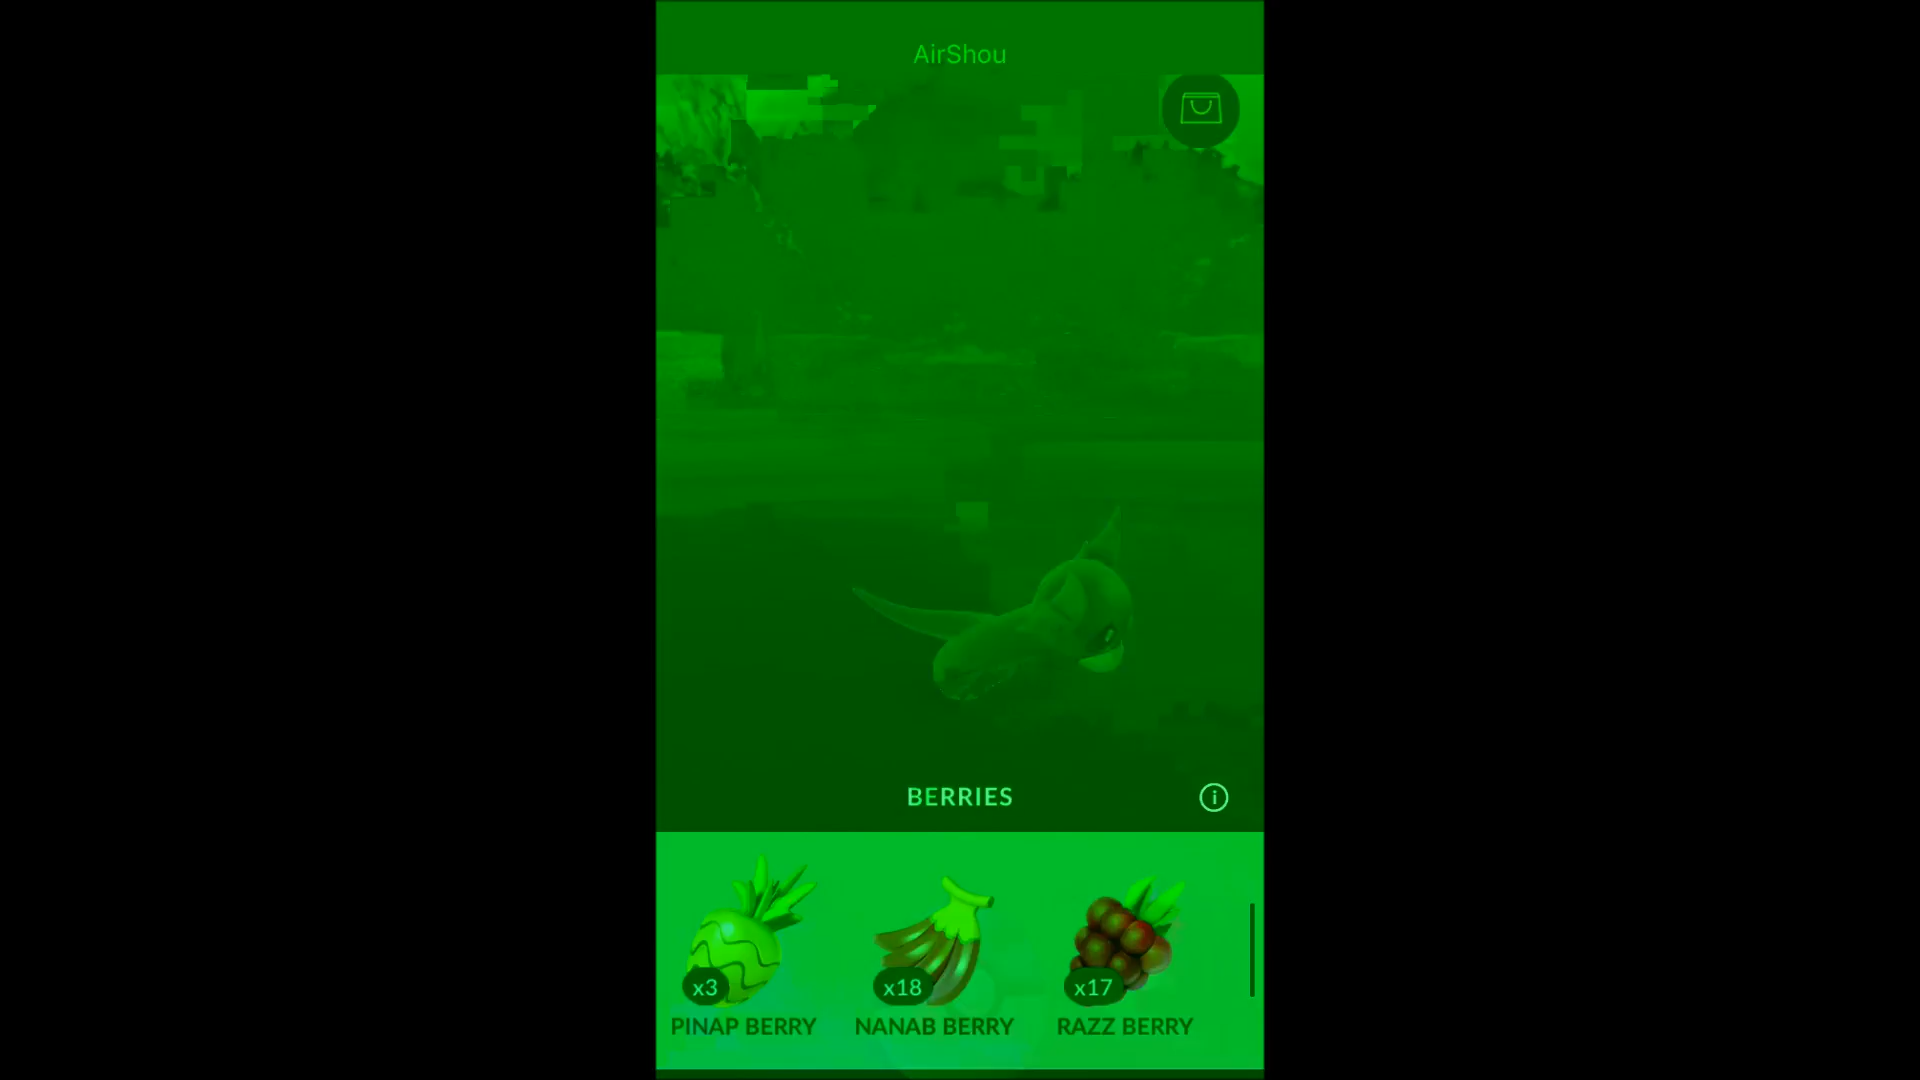 AirShou
BERRIES
x3
x18
x17
PINAP BERRY
NANAB BERRY
RAZZ BERRY